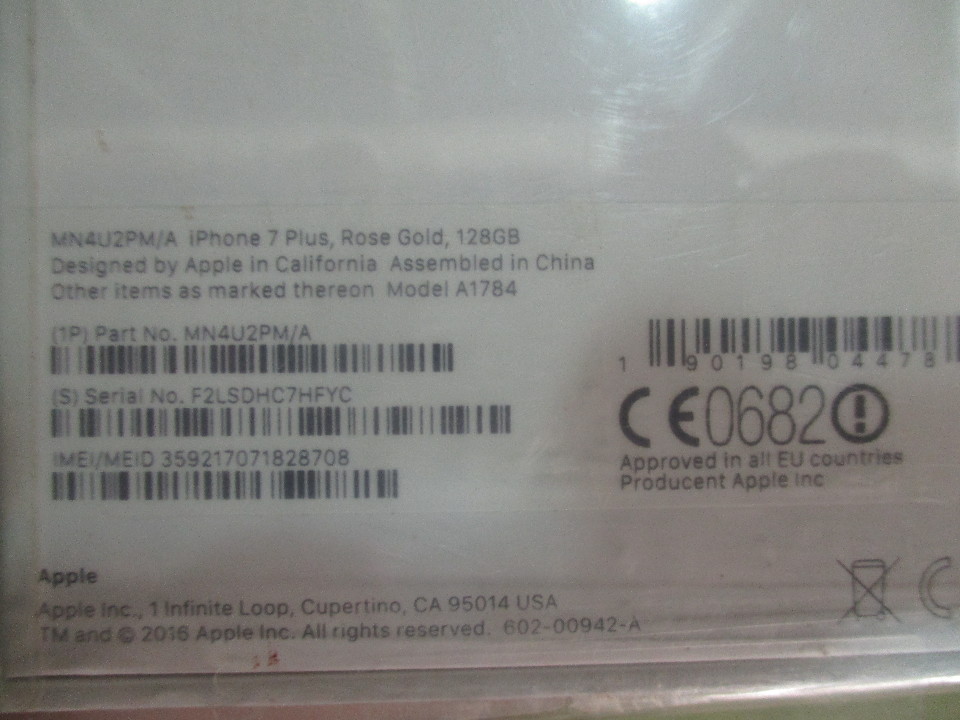 MN4U2PM/A iPhone 7 Plus, Rose Gold, 128GB
Designed by Apple in California Assembled in China
Other items as marked thereon Model A1784
(1P) Part No. MN4U2PM/A
(S) Serial No. F2LSDHC7HFYC
IMEI/MEID 359217071828708
1 90198 04478
CE0682
Approved in all EU countries
Producent Apple Inc
Apple
Apple Inc., 1 Infinite Loop, Cupertino, CA 95014 USA
TM and © 2016 Apple Inc. All rights reserved. 602-00942-A